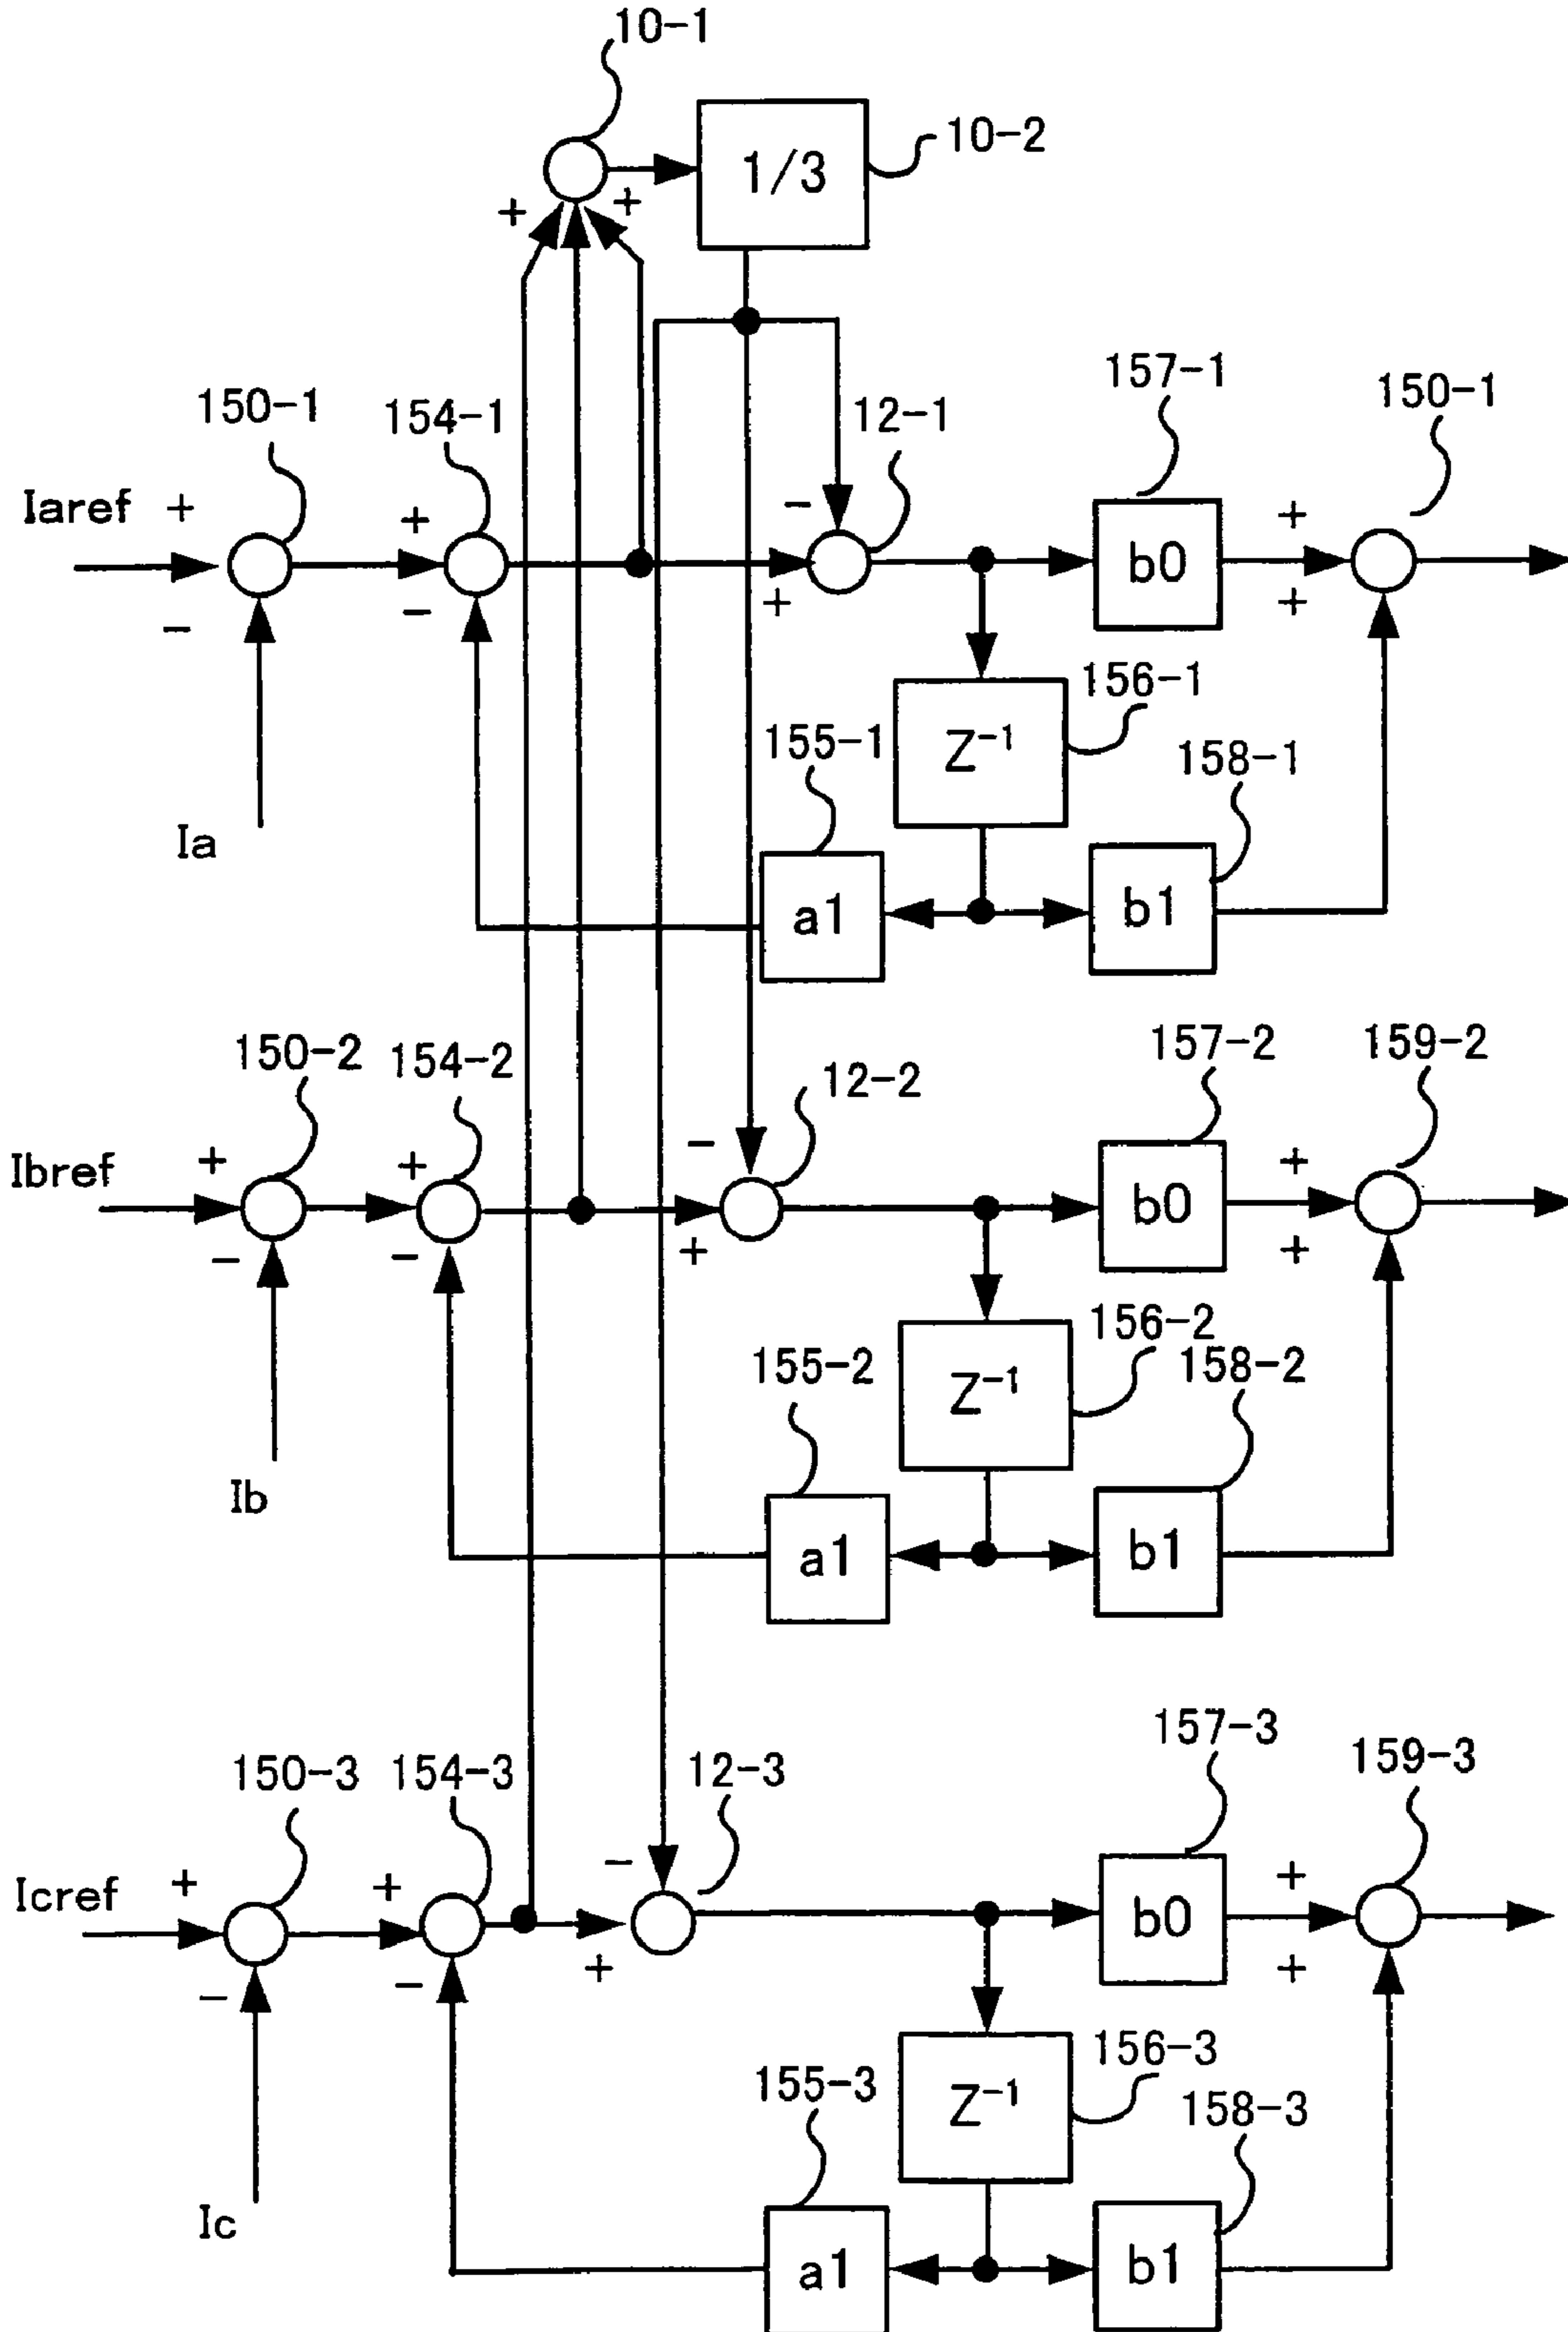 10-1
1/3
10-2
+ +
150-1
154-1
12-1
157-1
150-1
Iaref
+
-
+
-
-
+
b0
+
+
Ia
156-1
Z⁻¹
155-1
158-1
a1
b1
150-2
154-2
12-2
157-2
159-2
Ibref
+
-
+
-
-
+
b0
+
+
Ib
156-2
Z⁻¹
155-2
158-2
a1
b1
150-3
154-3
12-3
157-3
159-3
Icref
+
-
+
-
-
+
b0
+
+
Ic
156-3
Z⁻¹
155-3
158-3
a1
b1